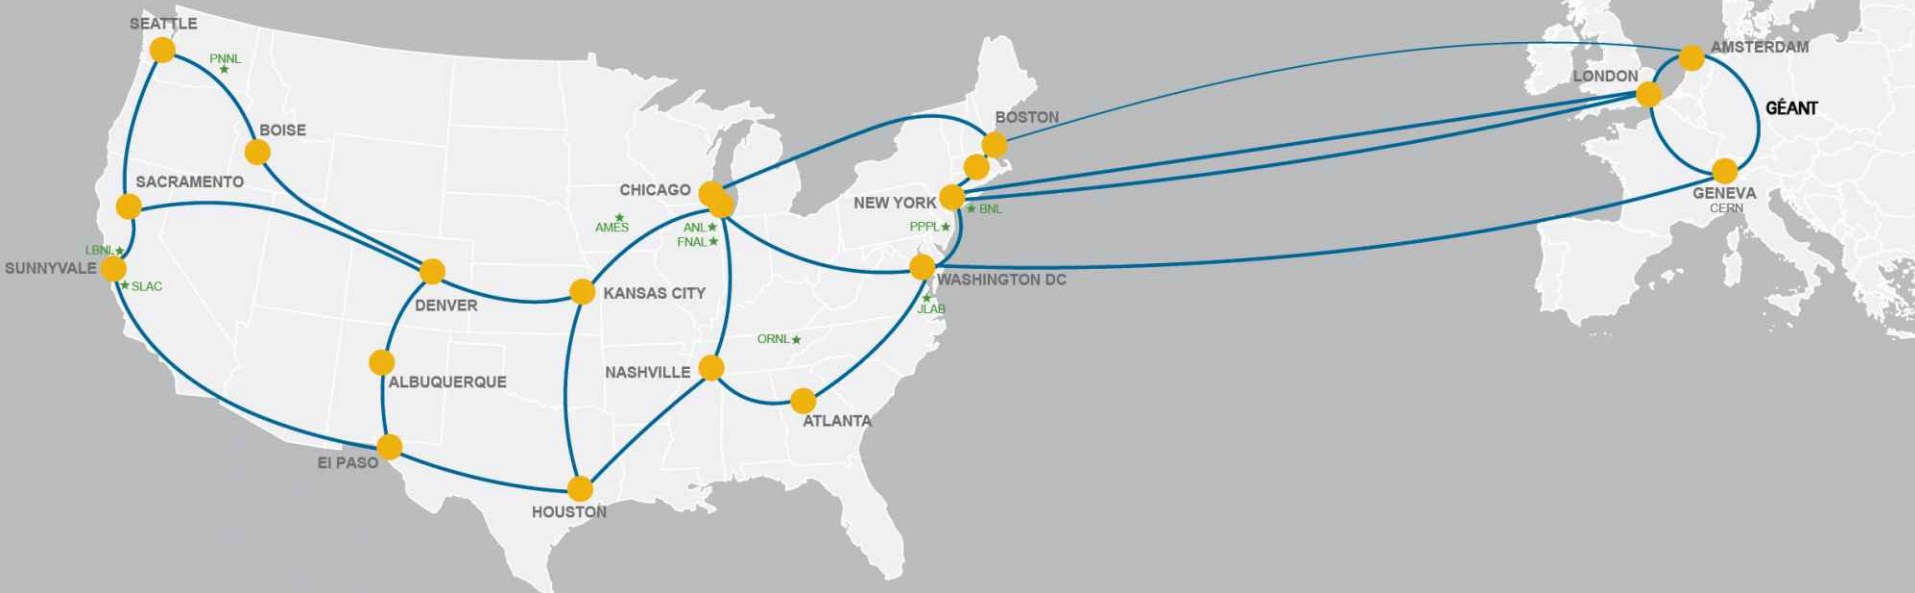 SEATTLE
PNNL
BOISE
SACRAMENTO
LBNL
SUNNYVALE
SLAC
DENVER
ALBUQUERQUE
El PASO
HOUSTON
KANSAS CITY
AMES
CHICAGO
ANL
FNAL
NASHVILLE
ORNL
ATLANTA
BOSTON
NEW YORK
BNL
PPPL
WASHINGTON DC
JLAB
AMSTERDAM
LONDON
GÉANT
GENEVA
CERN